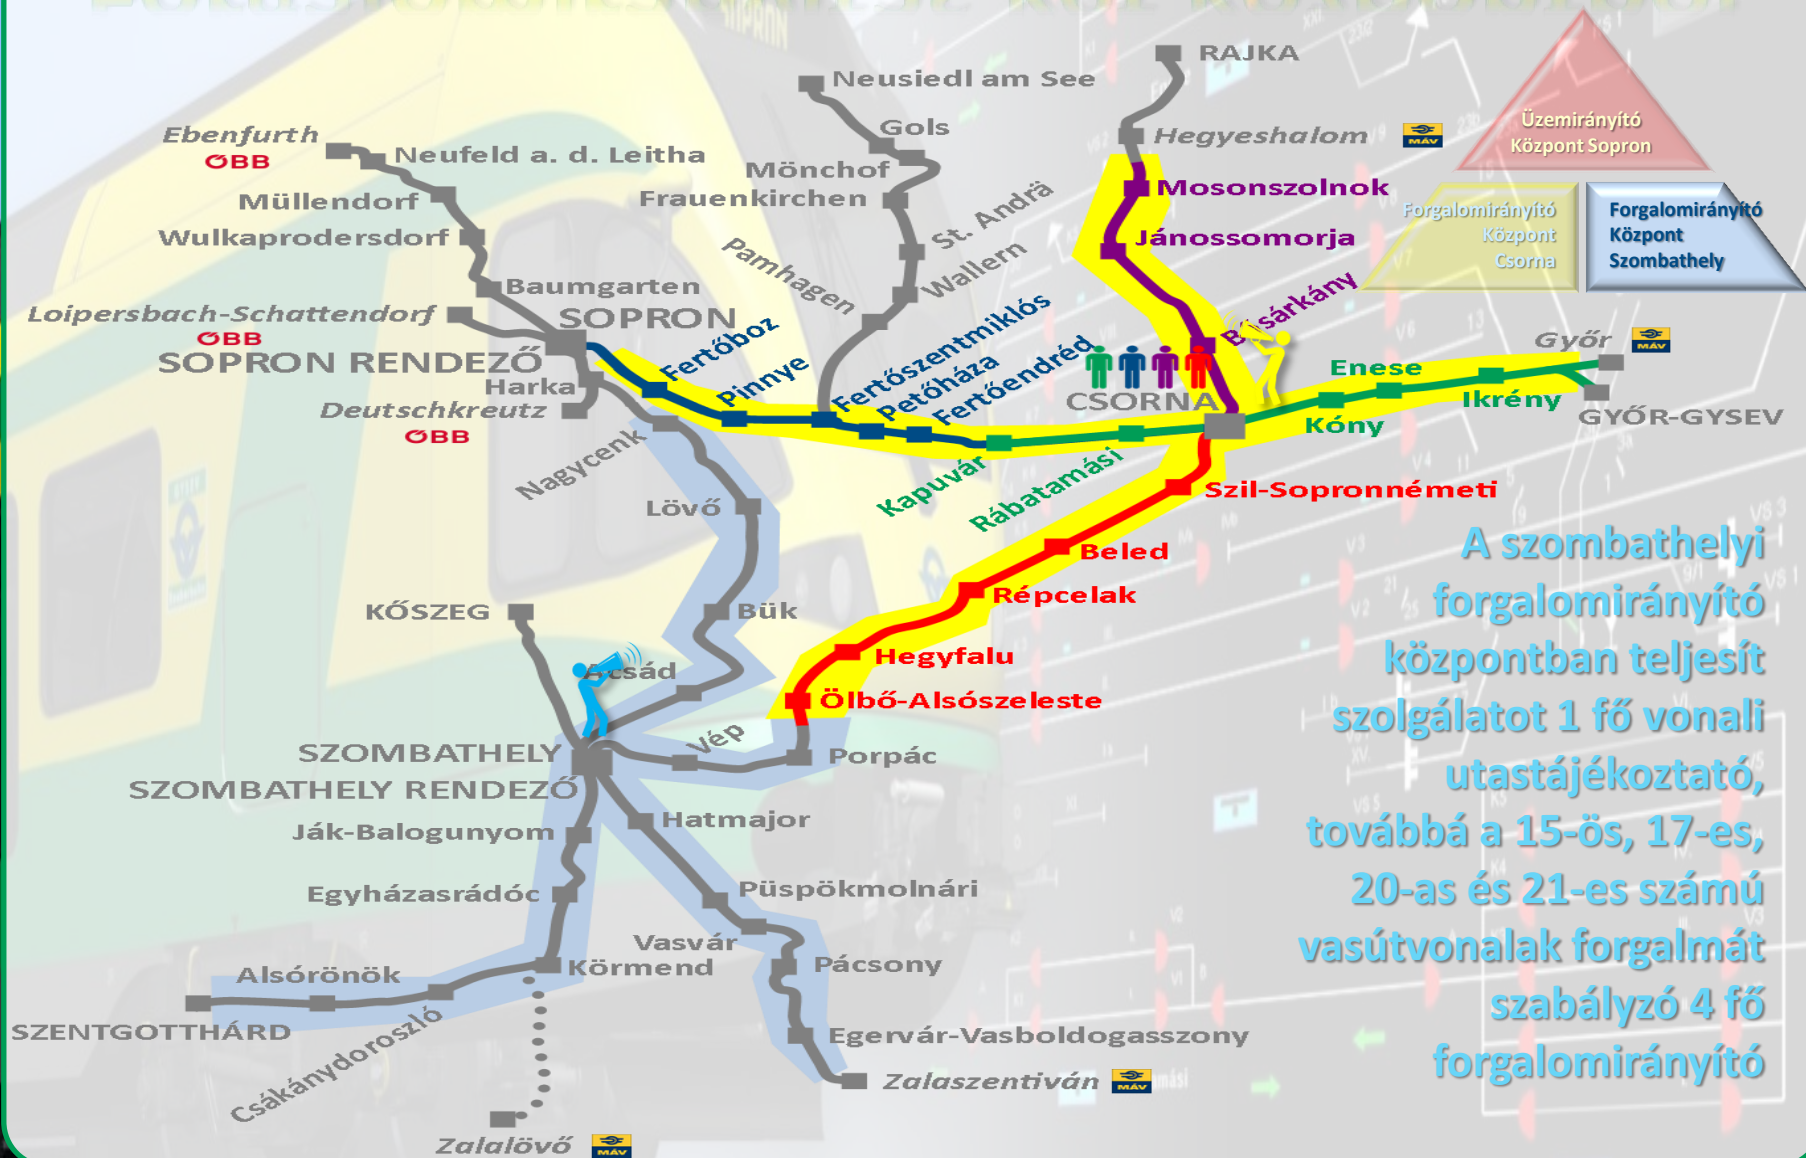 SOPRON
RAJKA
Neusiedl am See
Gols
Ebenfurth
ÖBB
Neufeld a. d. Leitha
Mönchof
Hegyeshalom
MÁV
Üzemirányító
Központ Sopron
Müllendorf
Frauenkirchen
St. Andrä
Mosonszolnok
Forgalomirányító
Központ
Csorna
Forgalomirányító
Központ
Szombathely
Wulkaprodersdorf
Pamhagen
Wallern
Jánossomorja
Baumgarten
Loipersbach-Schattendorf
ÖBB
SOPRON
SOPRON RENDEZŐ
Fertőboz
Pinnye
Fertőszentmiklós
Petőháza
Fertőendréd
Bősárkány
Győr
MÁV
Harka
Deutschkreutz
ÖBB
CSORNA
Enese
Ikrény
Kóny
GYŐR-GYSEV
Nagycenk
Kapuvár
Rábatamási
Lövő
Szil-Sopronnémeti
Beled
Répcelak
KŐSZEG
Bük
Acsád
Hegyfalu
Ölbő-Alsószeleste
SZOMBATHELY
Vép
Porpác
SZOMBATHELY RENDEZŐ
Ják-Balogunyom
Hatmajor
Egyházasrádóc
Püspökmolnári
Vasvár
Alsórönök
Körmend
Pácsony
SZENTGOTTHÁRD
Csákánydoroszló
Egervár-Vasboldogasszony
Zalaszentiván
MÁV
Zalalövő
MÁV
A szombathelyi
forgalomirányító
központban teljesít
szolgálatot 1 fő vonali
utastájékoztató,
továbbá a 15-ös, 17-es,
20-as és 21-es számú
vasútvonalak forgalmát
szabályzó 4 fő
forgalomirányító